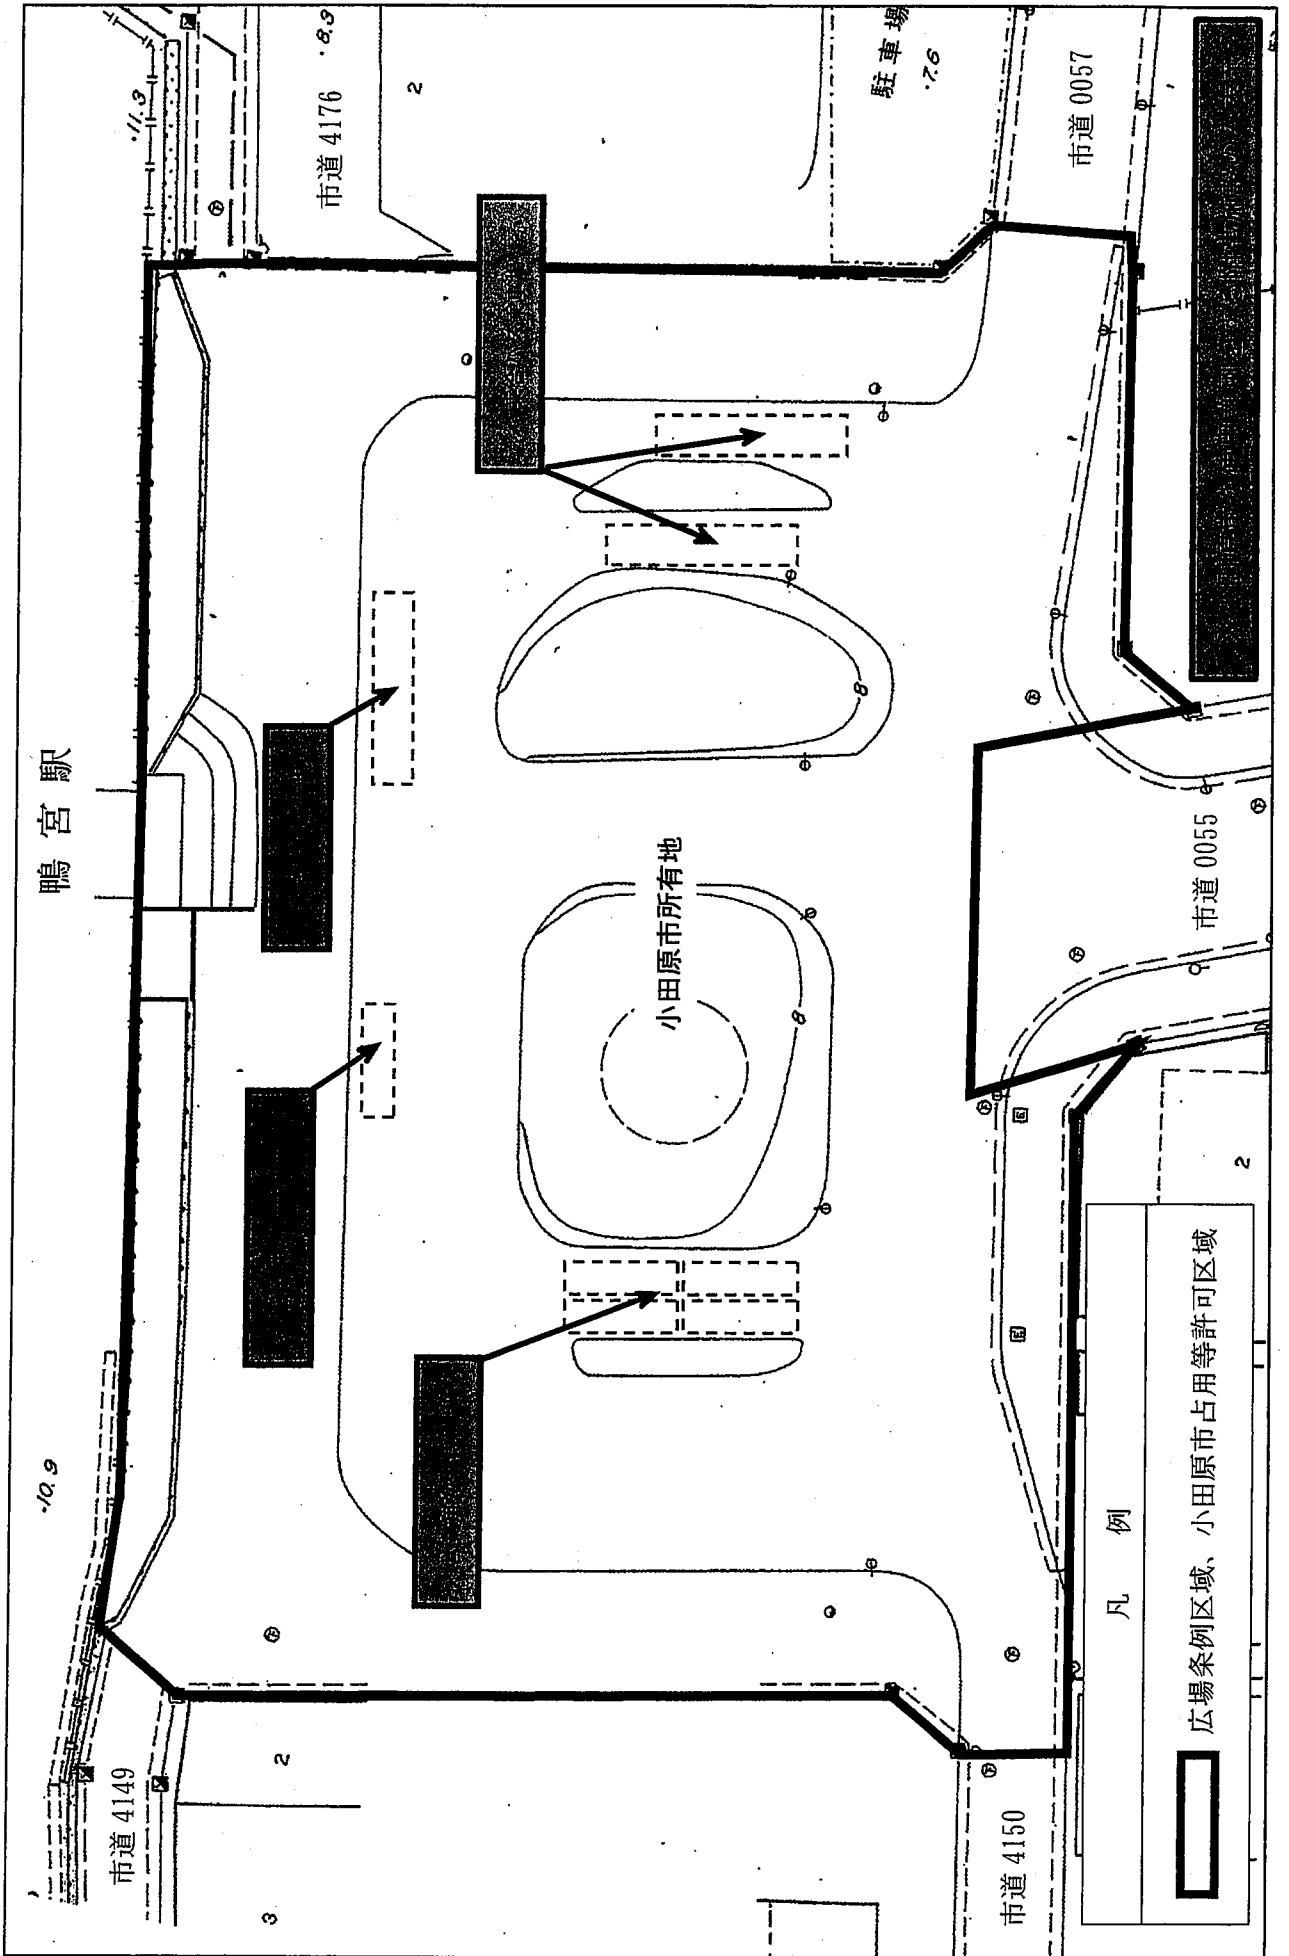 鴨宮駅
市道 4149
市道 4176
・10.9
・11.3
・8.3
2
3
2
駐車場
・7.6
市道 0057
小田原市所有地
8
8
市道 0055
市道 4150
2
E
E
凡　例
広場条例区域、小田原市占用等許可区域